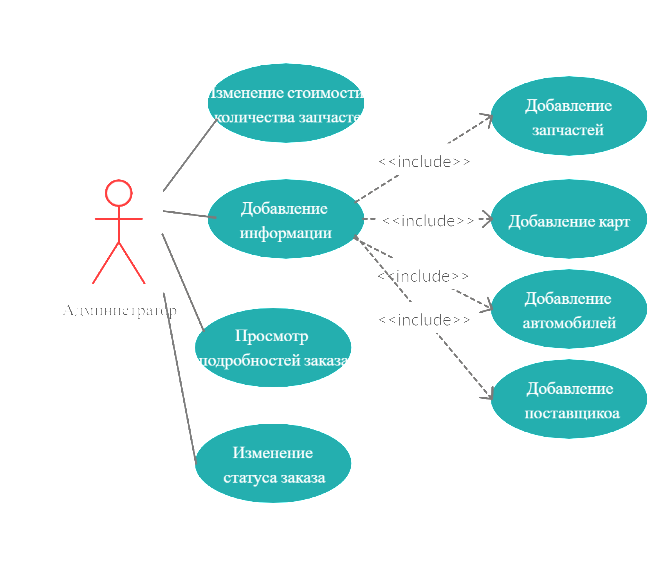 Изменение стоимости
количества запчасте
Добавление
запчастей
<<include>>
Добавление
информации
<<include>>
Добавление карт
<<include>>
Добавление
автомобилей
Администратор
<<include>>
Просмотр
подробностей заказа
Добавление
поставщикоа
Изменение
статуса заказа